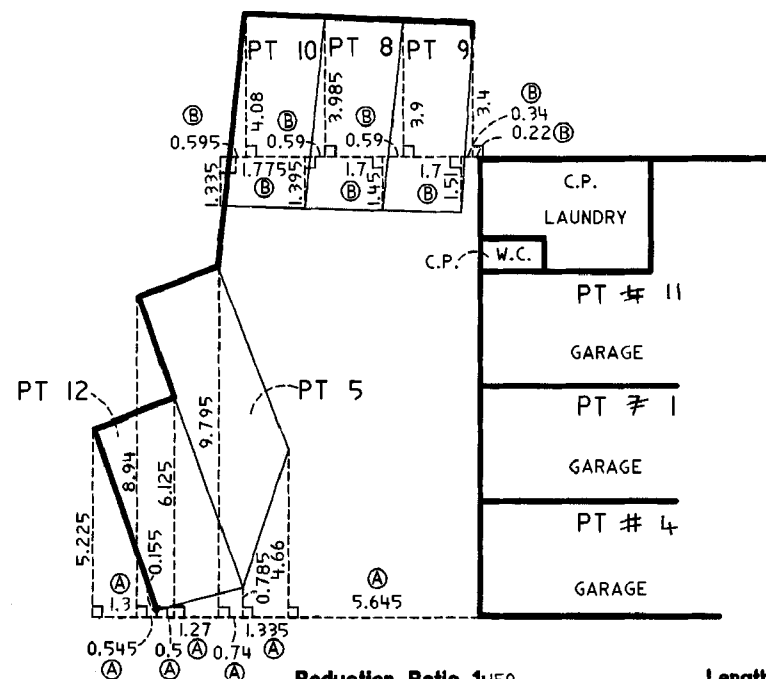 PT 10 PT 8 PT 9
4.08
3.985
3.9
3.4
B
B
B
0.34
0.595
0.59
0.59
0.22 B
1.335
1.775
1.395
1.7
1.45
1.7
1.51
B
B
B
C.P.
LAUNDRY
C.P.
W.C.
PT # 11
GARAGE
PT 12
PT 5
PT 1
GARAGE
PT # 4
GARAGE
9.795
8.94
6.125
5.225
0.155
0.785
4.66
A
1.3
A
5.645
0.545
0.5
1.27
A
0.74
1.335
A
A
A
A
Reduction Ratio 1:
Length